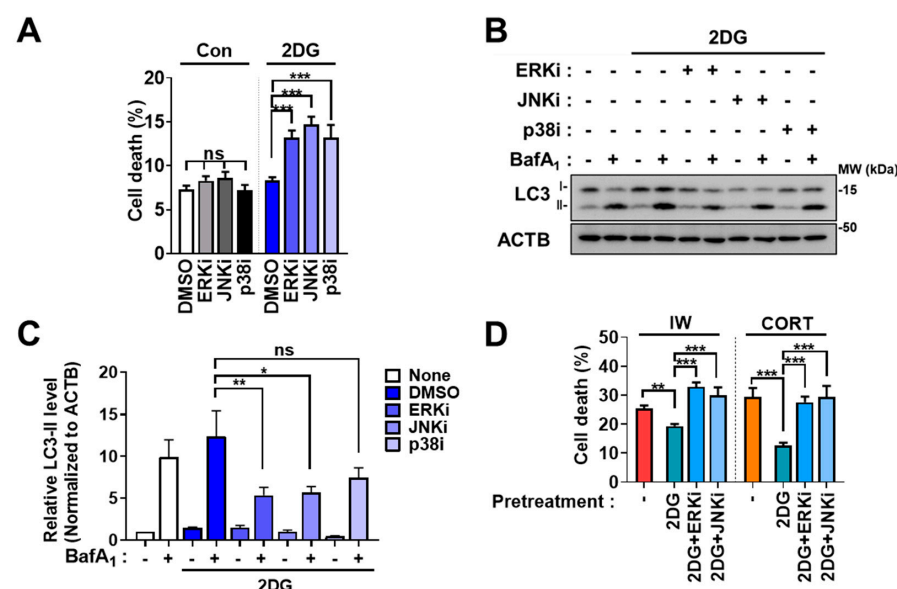 A
Con
2DG
Cell death (%)
20
15
10
5
0
ns
***
***
***
DMSO
ERKi
JNKi
p38i
DMSO
ERKi
JNKi
p38i
B
2DG
ERKi : - - - - + + - - - -
JNKi : - - - - - - + + - -
p38i : - - - - - - - - + +
BafA1 : - + - + - + - + - +
MW (kDa)
LC3
I-
II-
-15
ACTB
-50
C
Relative LC3-II level
(Normalized to ACTB)
20
15
10
5
0
ns
*
**
None
DMSO
ERKi
JNKi
p38i
BafA1 : - + - + - + - + - +
2DG
D
IW
CORT
Cell death (%)
50
40
30
20
10
0
**
***
***
***
***
***
Pretreatment :
-
2DG
2DG+ERKi
2DG+JNKi
-
2DG
2DG+ERKi
2DG+JNKi